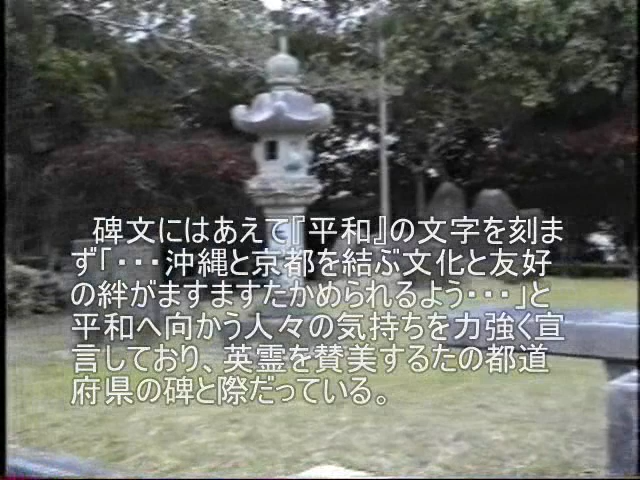 碑文にはあえて『平和』の文字を刻ま
ず「・・・沖縄と京都を結ぶ文化と友好
の絆がますますたかめられるよう・・・」と
平和へ向かう人々の気持ちを力強く宣
言しており、英霊を賛美するたの都道
府県の碑と際だっている。